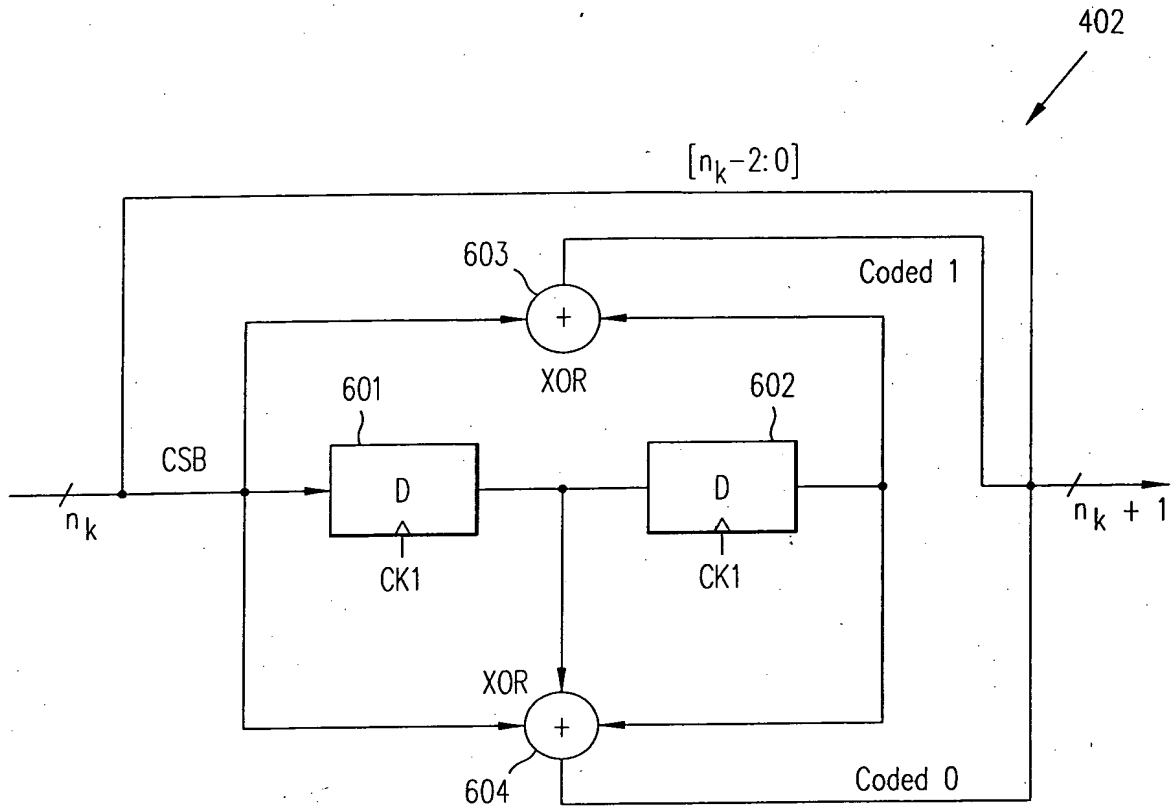 402
[n_k-2:0]
603
+
Coded 1
XOR
601
602
CSB
D
D
n_k
n_k + 1
CK1
CK1
XOR
+
604
Coded 0